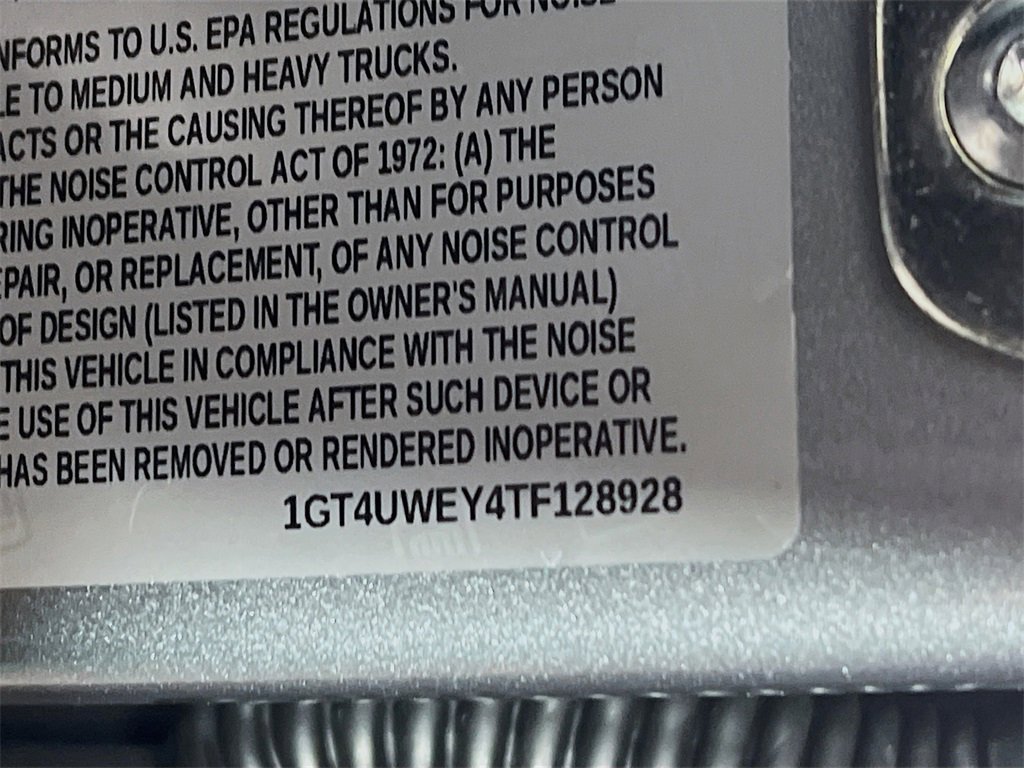 NFORMS TO U.S. EPA REGULATIONS FOR NOISE
LE TO MEDIUM AND HEAVY TRUCKS.
ACTS OR THE CAUSING THEREOF BY ANY PERSON
THE NOISE CONTROL ACT OF 1972: (A) THE
RING INOPERATIVE, OTHER THAN FOR PURPOSES
EPAIR, OR REPLACEMENT, OF ANY NOISE CONTROL
OF DESIGN (LISTED IN THE OWNER'S MANUAL)
THIS VEHICLE IN COMPLIANCE WITH THE NOISE
E USE OF THIS VEHICLE AFTER SUCH DEVICE OR
HAS BEEN REMOVED OR RENDERED INOPERATIVE.
1GT4UWEY4TF128928